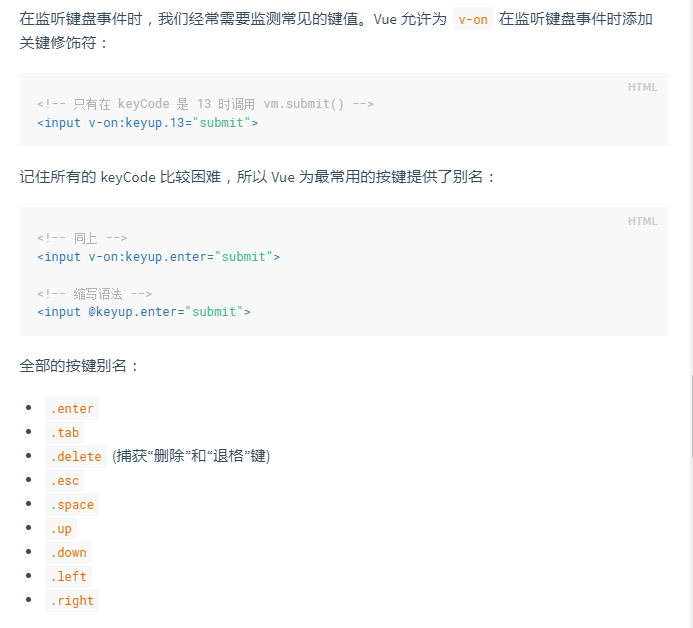 在监听键盘事件时，我们经常需要监测常见的键值。Vue 允许为 v-on 在监听键盘事件时添加
关键修饰符：
HTML
<!-- 只有在 keyCode 是 13 时调用 vm.submit() -->
<input v-on:keyup.13="submit">
记住所有的 keyCode 比较困难，所以 Vue 为最常用的按键提供了别名：
HTML
<!-- 同上 -->
<input v-on:keyup.enter="submit">
<!-- 缩写语法 -->
<input @keyup.enter="submit">
全部的按键别名：
.enter
.tab
.delete (捕获“删除”和“退格”键)
.esc
.space
.up
.down
.left
.right